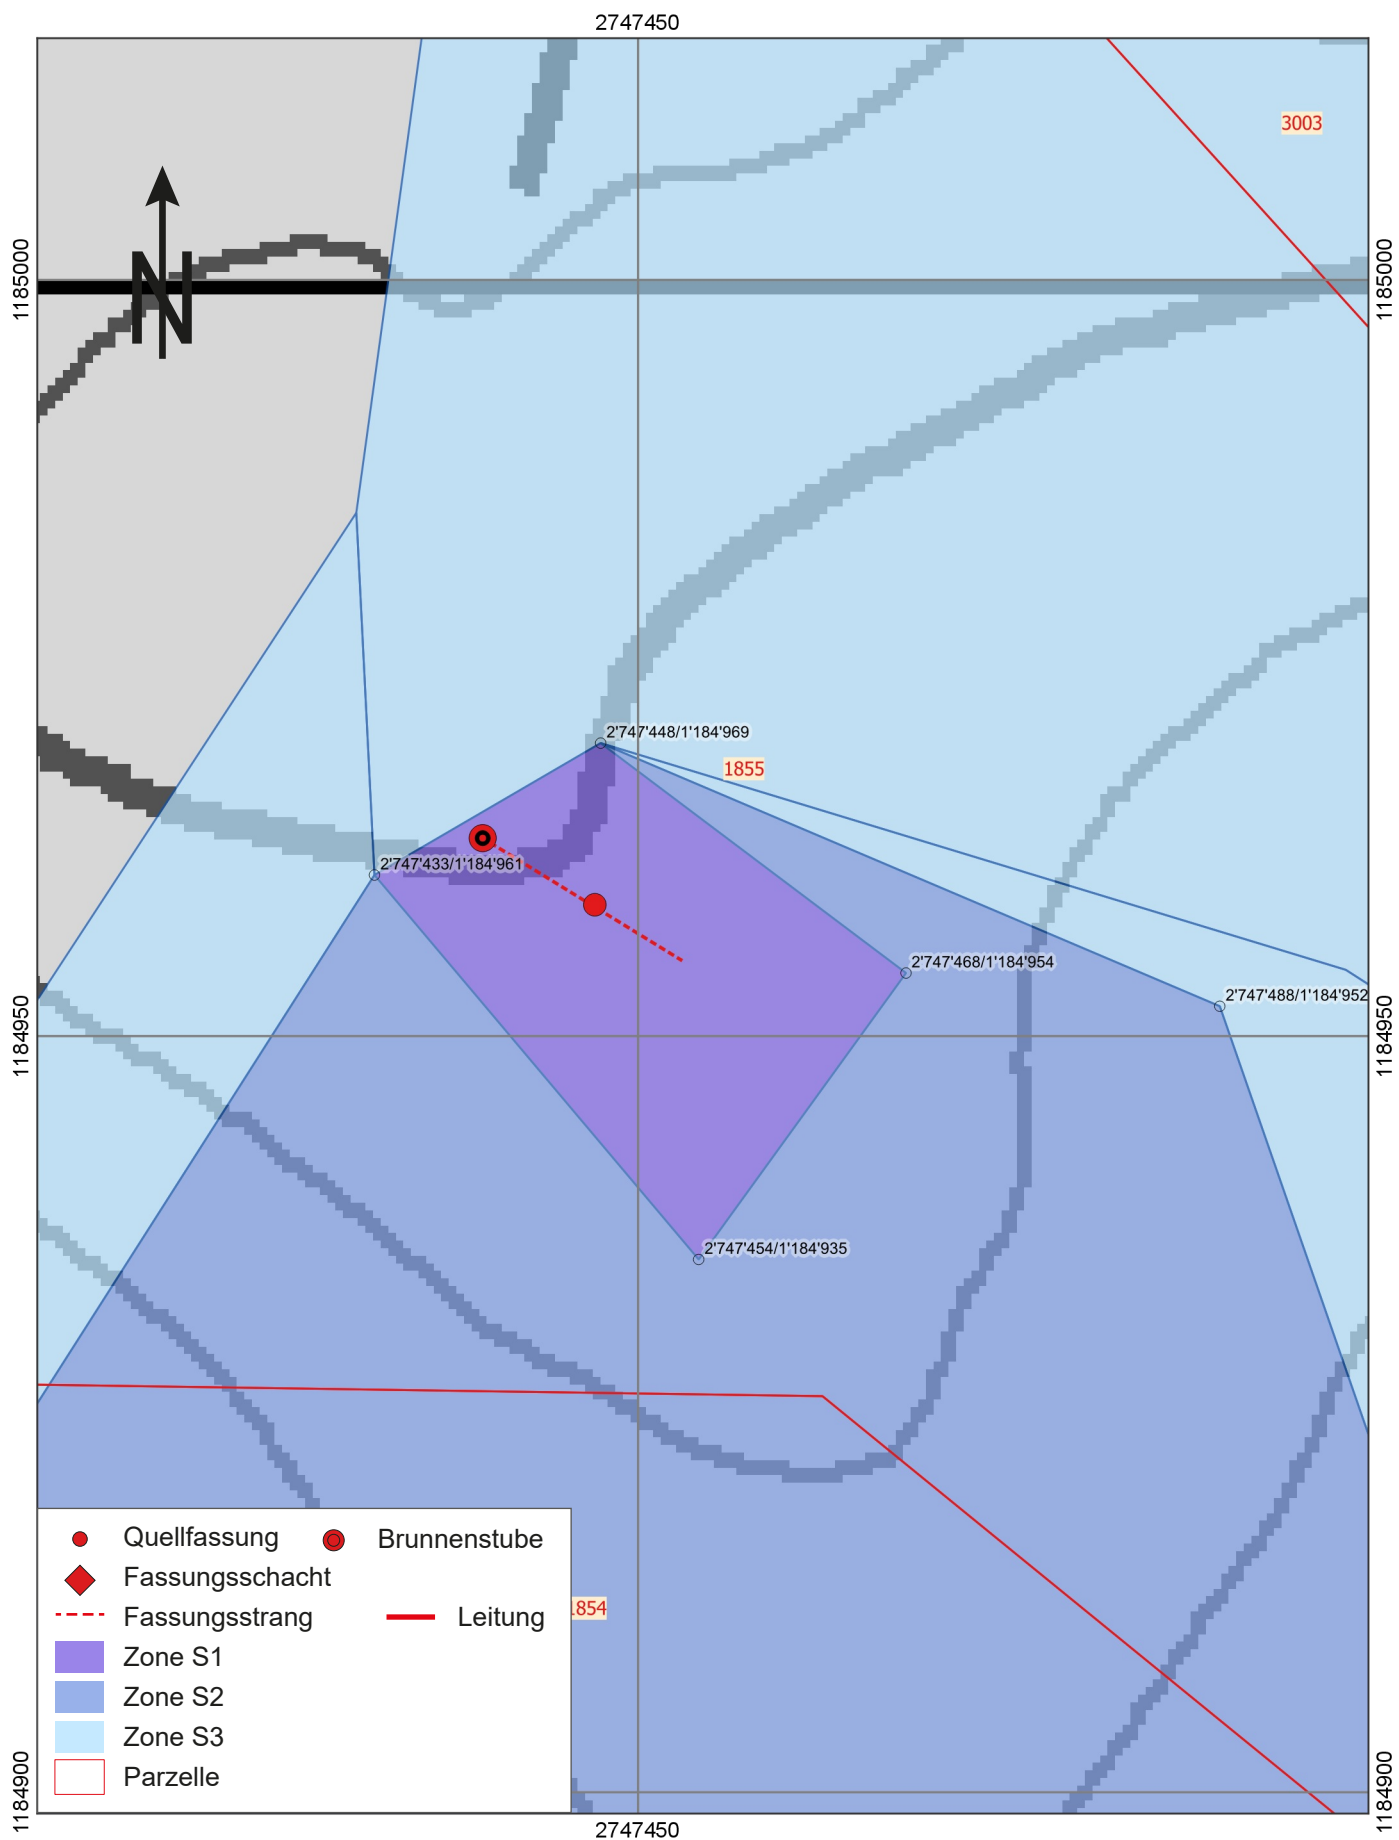 2747450
3003
N
1185000
1185000
2'747'448/1'184'969
1855
2'747'433/1'184'961
2'747'468/1'184'954
2'747'488/1'184'952
1184950
1184950
2'747'454/1'184'935
Quellfassung
Brunnenstube
Fassungsschacht
Fassungsstrang
Leitung
1854
Zone S1
Zone S2
Zone S3
Parzelle
1184900
1184900
2747450